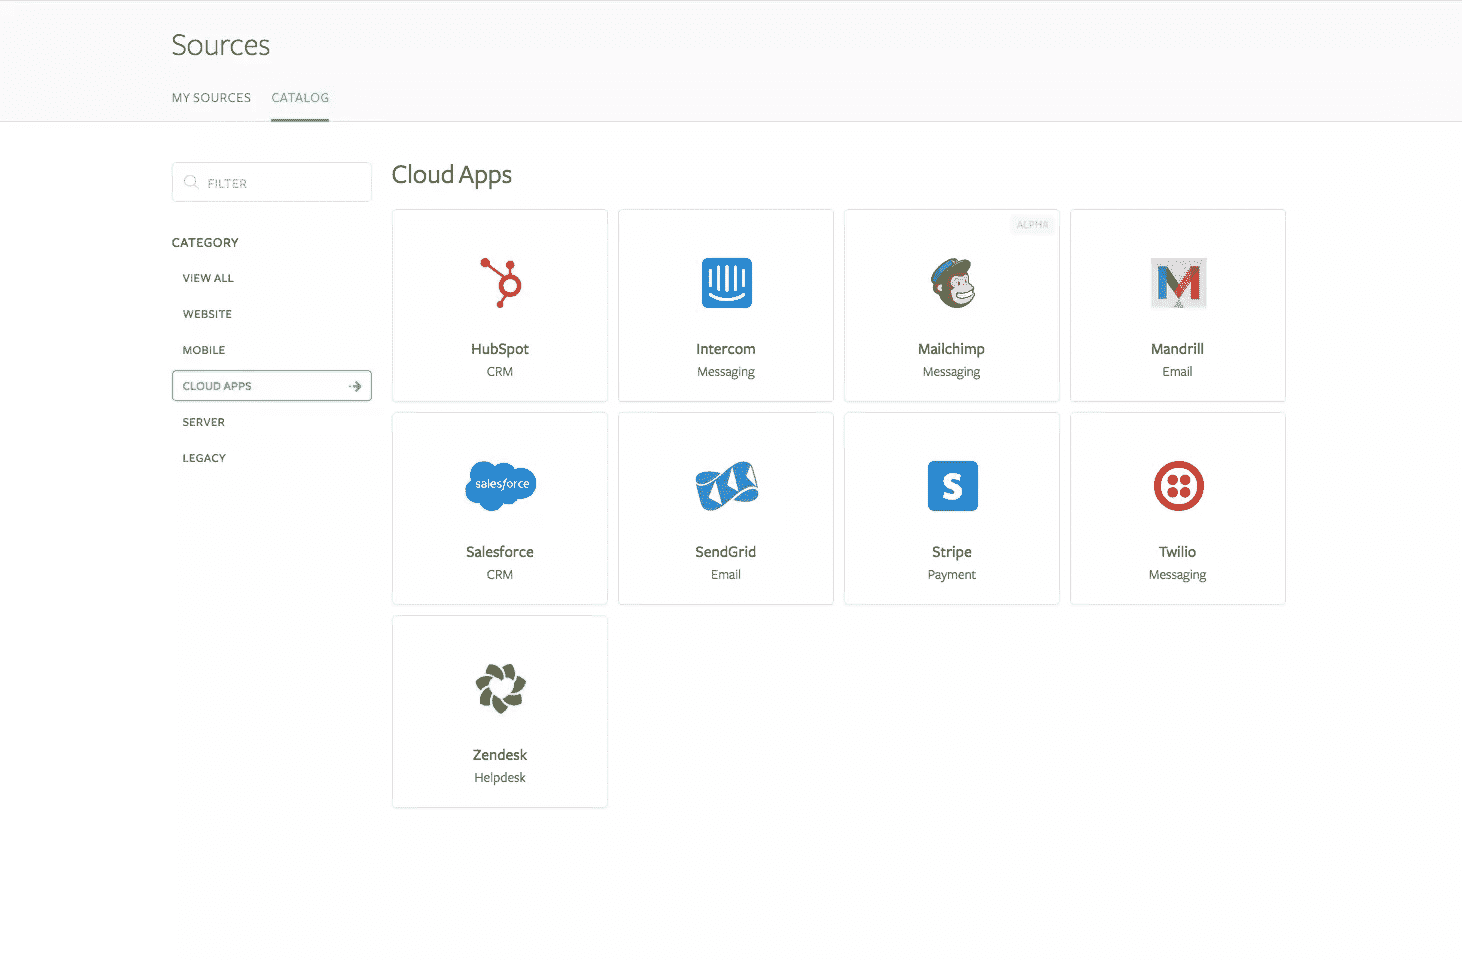 Sources
MY SOURCES
CATALOG
FILTER
CATEGORY
VIEW ALL
WEBSITE
MOBILE
CLOUD APPS
SERVER
LEGACY
Cloud Apps
HubSpot
CRM
Intercom
Messaging
ALPHA
Mailchimp
Messaging
M
Mandrill
Email
salesforce
Salesforce
CRM
SendGrid
Email
S
Stripe
Payment
Twilio
Messaging
Zendesk
Helpdesk